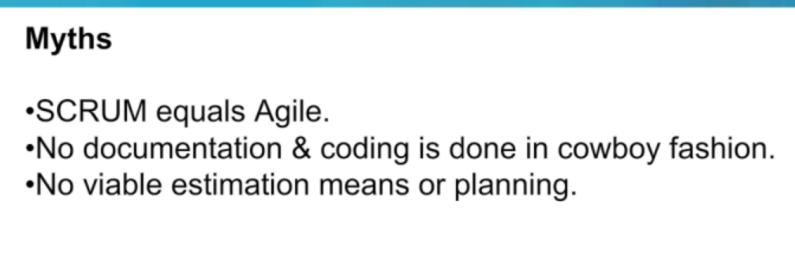 Myths
•SCRUM equals Agile.
•No documentation & coding is done in cowboy fashion.
•No viable estimation means or planning.